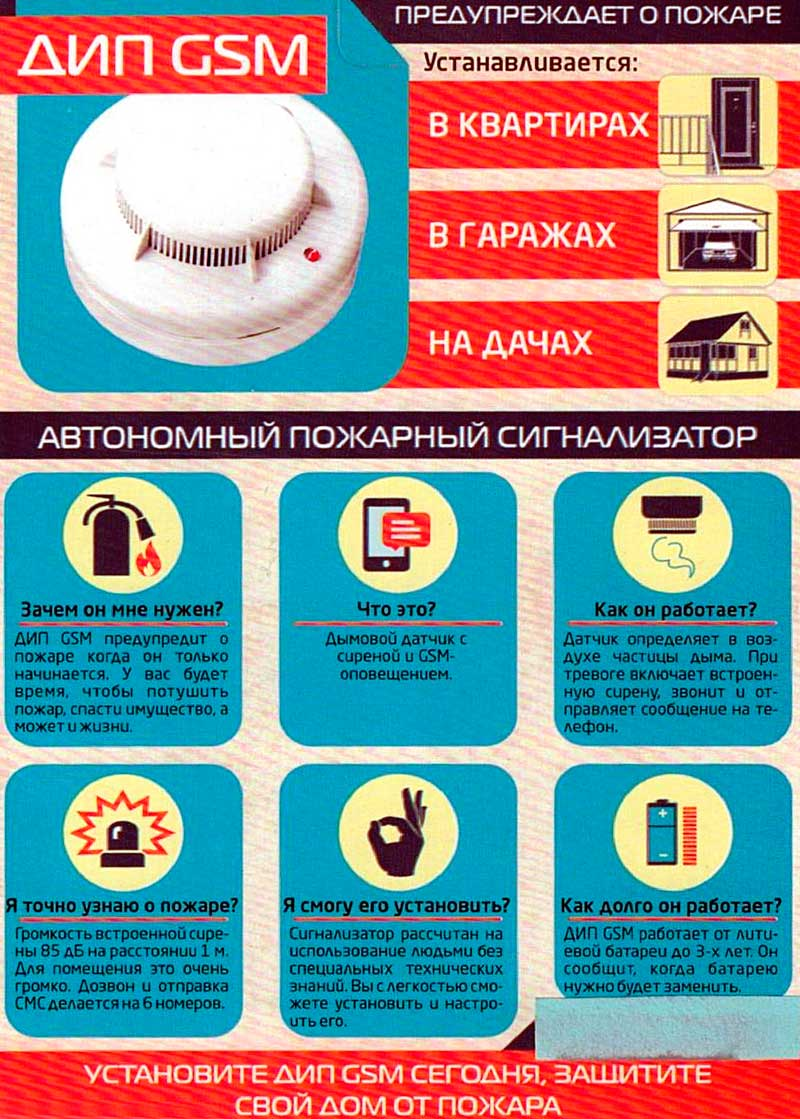 ПРЕДУПРЕЖДАЕТ О ПОЖАРЕ
ДИП GSM
Устанавливается:
В КВАРТИРАХ
В ГАРАЖАХ
НА ДАЧАХ
АВТОНОМНЫЙ ПОЖАРНЫЙ СИГНАЛИЗАТОР
Зачем он мне нужен?
ДИП GSM предупредит о
пожаре когда он только
начинается. У вас будет
время, чтобы потушить
пожар, спасти имущество, а
может и жизни.
Что это?
Дымовой датчик с
сиреной и GSM-
оповещением.
Как он работает?
Датчик определяет в воз-
духе частицы дыма. При
тревоге включает встроен-
ную сирену, звонит и от-
правляет сообщение на те-
лефон.
Я точно узнаю о пожаре?
Громкость встроенной сире-
ны 85 дБ на расстоянии 1 м.
Для помещения это очень
громко. Дозвон и отправка
СМС делается на 6 номеров.
Я смогу его установить?
Сигнализатор рассчитан на
использование людьми без
специальных технических
знаний. Вы с легкостью смо-
жете установить и настро-
ить его.
Как долго он работает?
ДИП GSM работает от лити-
евой батареи до 3-х лет. Он
сообщит, когда батарею
нужно будет заменить.
УСТАНОВИТЕ ДИП GSM СЕГОДНЯ, ЗАЩИТИТЕ
СВОЙ ДОМ ОТ ПОЖАРА